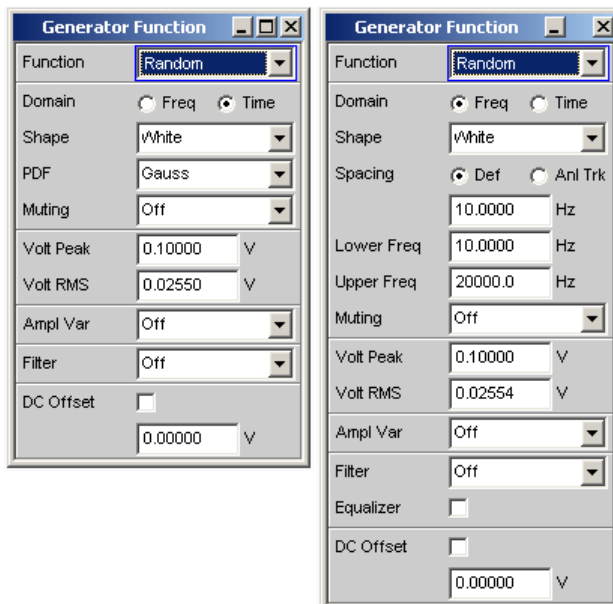 Generator Function
Function Random
Domain Freq Time
Shape White
PDF Gauss
Muting Off
Volt Peak 0.10000 V
Volt RMS 0.02550 V
Ampl Var Off
Filter Off
DC Offset
0.00000 V
Generator Function
Function Random
Domain Freq Time
Shape White
Spacing Def Anl Trk
10.0000 Hz
Lower Freq 10.0000 Hz
Upper Freq 20000.0 Hz
Muting Off
Volt Peak 0.10000 V
Volt RMS 0.02554 V
Ampl Var Off
Filter Off
Equalizer
DC Offset
0.00000 V